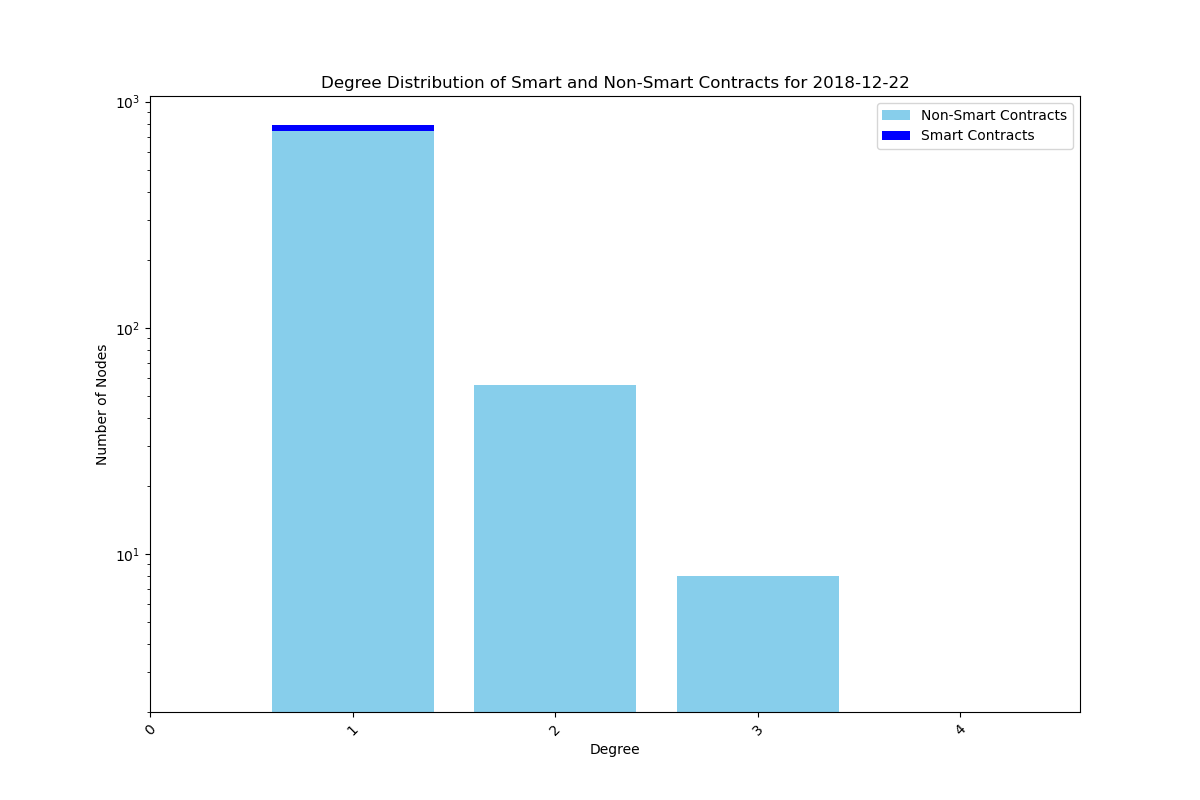 Degree Distribution of Smart and Non-Smart Contracts for 2018-12-22
Non-Smart Contracts
Smart Contracts
Number of Nodes
10³
10²
10¹
0
1
2
3
4
Degree